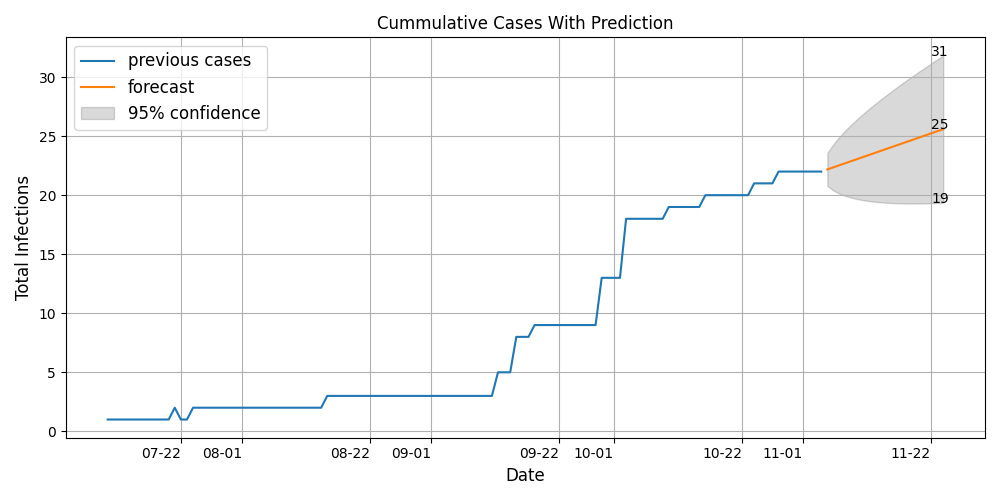 Cummulative Cases With Prediction
previous cases
forecast
95% confidence
31
25
19
30
25
20
15
10
5
0
Total Infections
07-22 08-01 08-22 09-01 09-22 10-01 10-22 11-01 11-22
Date